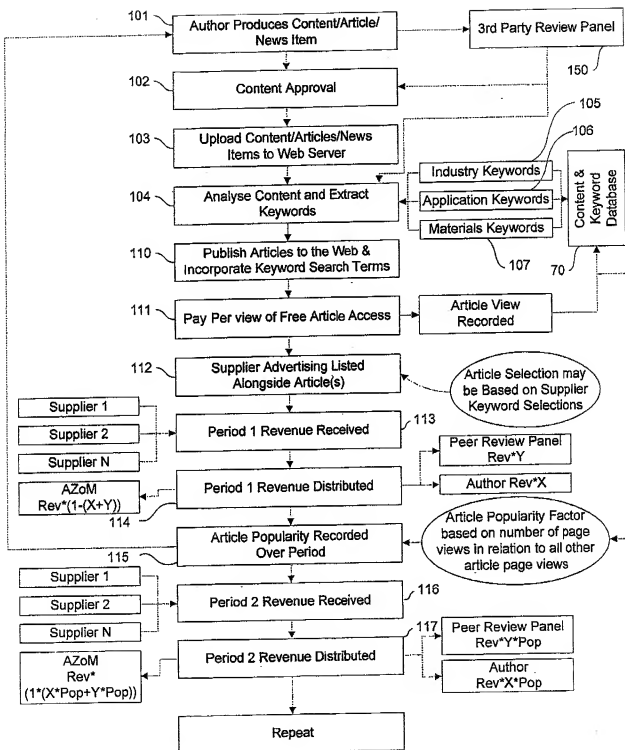 101
Author Produces Content/Article/
News Item
3rd Party Review Panel
150
102
Content Approval
103
Upload Content/Articles/News
Items to Web Server
105
106
104
Analyse Content and Extract
Keywords
Industry Keywords
Application Keywords
Materials Keywords
107
Content &
Keyword
Database
70
110
Publish Articles to the Web &
Incorporate Keyword Search Terms
111
Pay Per view of Free Article Access
Article View
Recorded
112
Supplier Advertising Listed
Alongside Article(s)
Article Selection may
be Based on Supplier
Keyword Selections
Supplier 1
Supplier 2
Supplier N
Period 1 Revenue Received
113
AZoM
Rev*(1-(X+Y))
114
Period 1 Revenue Distributed
Peer Review Panel
Rev*Y
Author Rev*X
Article Popularity Recorded
Over Period
115
Article Popularity Factor
based on number of page
views in relation to all other
article page views
Supplier 1
Supplier 2
Supplier N
Period 2 Revenue Received
116
117
AZoM
Rev*
(1*(X*Pop+Y*Pop))
Period 2 Revenue Distributed
Peer Review Panel
Rev*Y*Pop
Author
Rev*X*Pop
Repeat